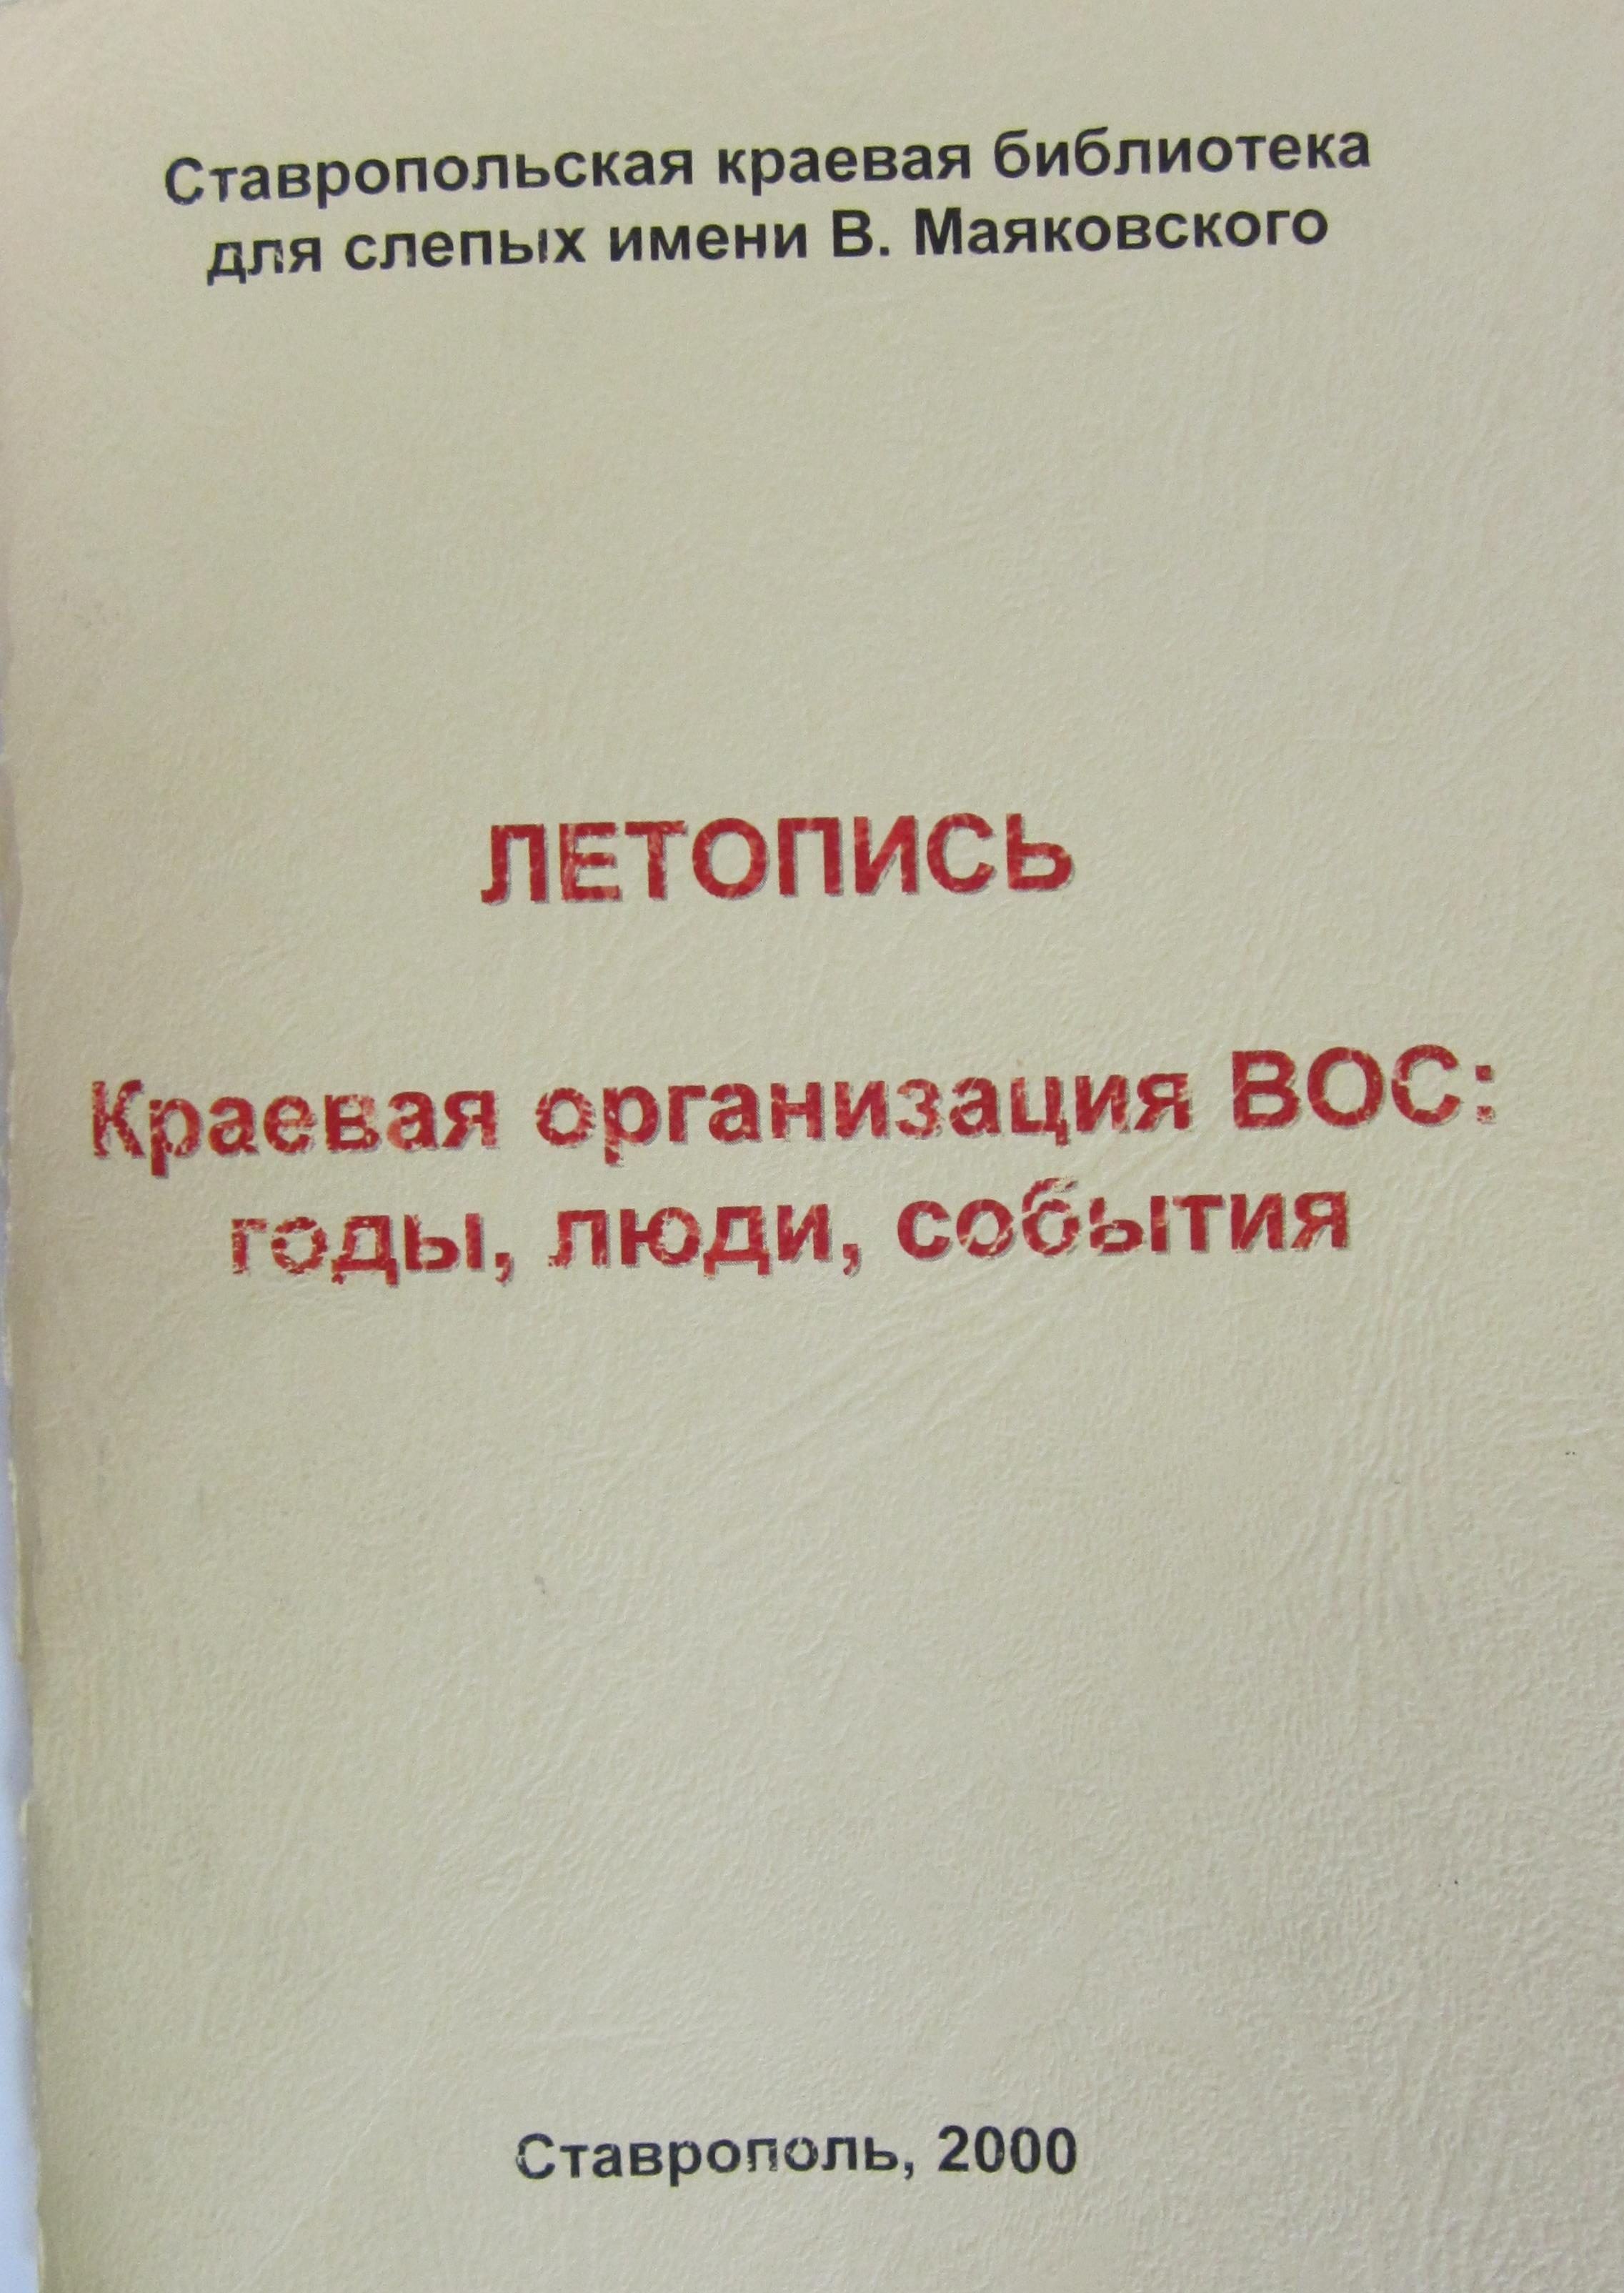 Ставропольская краевая библиотека
для слепых имени В. Маяковского
ЛЕТОПИСЬ
Краевая организация ВОС:
годы, люди, события
Ставрополь, 2000